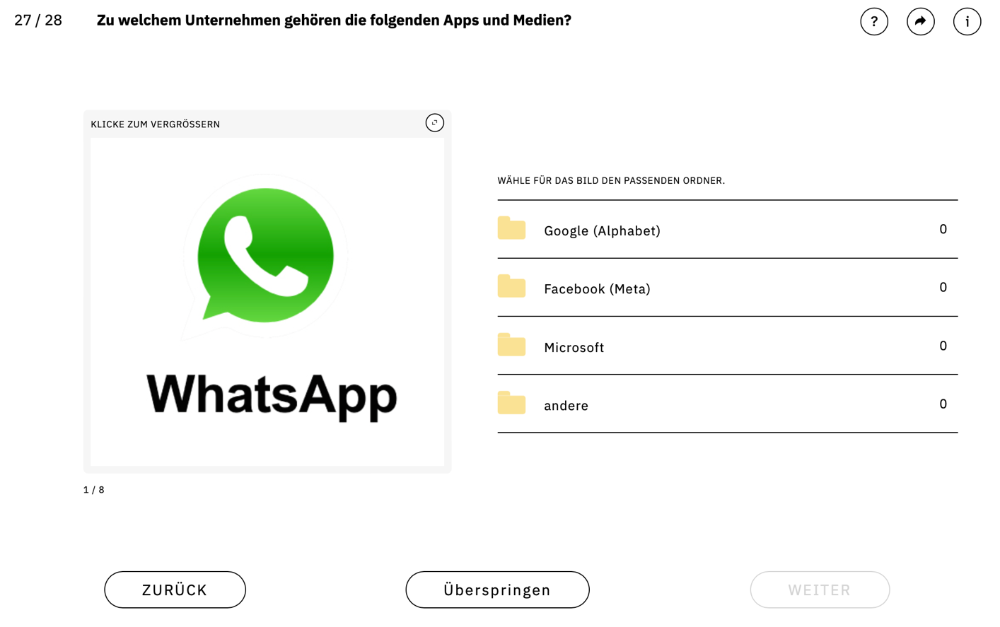 27 / 28
Zu welchem Unternehmen gehören die folgenden Apps und Medien?
?
i
KLICKE ZUM VERGRÖSSERN
WhatsApp
1 / 8
WÄHLE FÜR DAS BILD DEN PASSENDEN ORDNER.
Google (Alphabet) 0
Facebook (Meta) 0
Microsoft 0
andere 0
ZURÜCK
Überspringen
WEITER